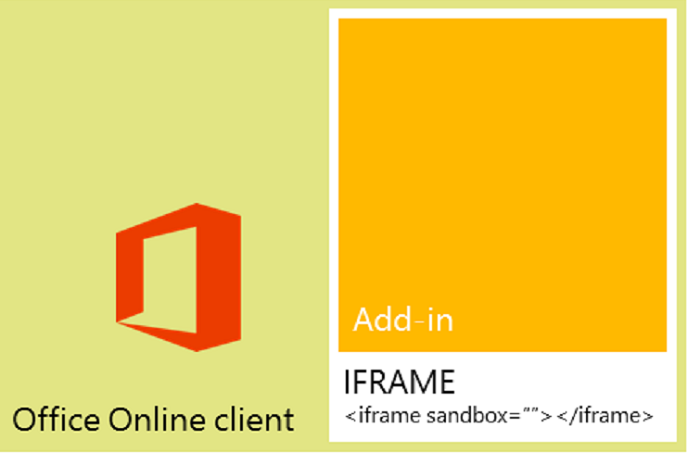 Add-in
IFRAME
<iframe sandbox=""></iframe>
Office Online client